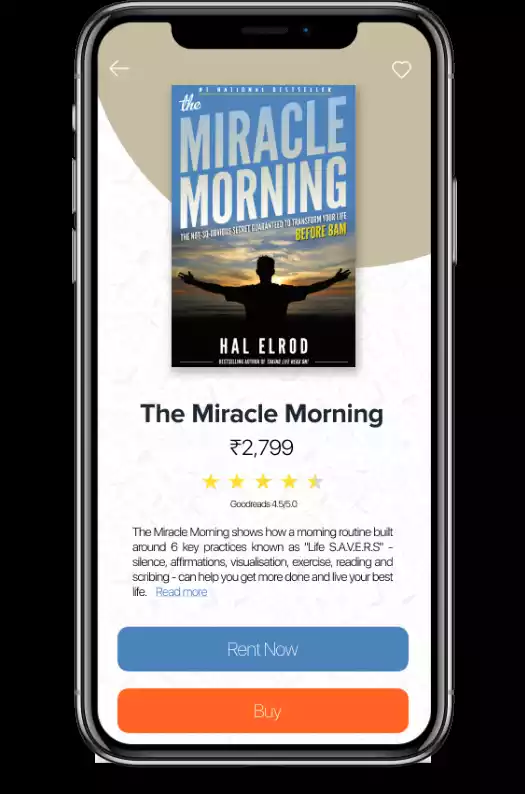 #1 NATIONAL BESTSELLER
the
MIRACLE
MORNING
THE NOT-SO-OBVIOUS SECRET GUARANTEED TO TRANSFORM YOUR LIFE
BEFORE 8AM
HAL ELROD
BESTSELLING AUTHOR OF TAKING LIFE HEAD ON!
The Miracle Morning
₹2,799
Goodreads 4.5/5.0
The Miracle Morning shows how a morning routine built
around 6 key practices known as "Life S.A.V.E.R.S" -
silence, affirmations, visualisation, exercise, reading and
scribing - can help you get more done and live your best
life. Read more
Rent Now
Buy